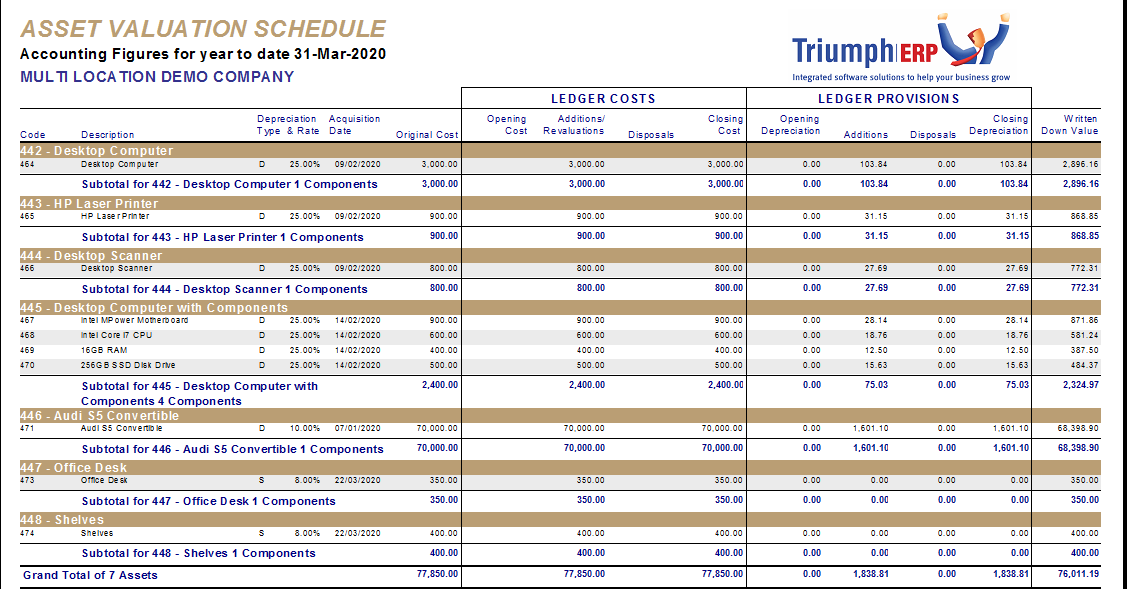 ASSET VALUATION SCHEDULE
Accounting Figures for year to date 31-Mar-2020
MULTI LOCATION DEMO COMPANY
Triumph ERP
Integrated software solutions to help your business grow
LEDGER COSTS LEDGER PROVISIONS
Depreciation Acquisition Opening Additions/ Closing Opening Closing Written
Code Description Type & Rate Date Original Cost Cost Revaluations Disposals Cost Depreciation Additions Disposals Depreciation Down Value
442 - Desktop Computer
464 Desktop Computer D 25.00% 09/02/2020 3,000.00 3,000.00 3,000.00 0.00 103.84 0.00 103.84 2,896.16
Subtotal for 442 - Desktop Computer 1 Components 3,000.00 3,000.00 3,000.00 0.00 103.84 0.00 103.84 2,896.16
443 - HP Laser Printer
465 HP Laser Printer D 25.00% 09/02/2020 900.00 900.00 900.00 0.00 31.15 0.00 31.15 868.85
Subtotal for 443 - HP Laser Printer 1 Components 900.00 900.00 900.00 0.00 31.15 0.00 31.15 868.85
444 - Desktop Scanner
466 Desktop Scanner D 25.00% 09/02/2020 800.00 800.00 800.00 0.00 27.69 0.00 27.69 772.31
Subtotal for 444 - Desktop Scanner 1 Components 800.00 800.00 800.00 0.00 27.69 0.00 27.69 772.31
445 - Desktop Computer with Components
467 Intel MPower Motherboard D 25.00% 14/02/2020 900.00 900.00 900.00 0.00 28.14 0.00 28.14 871.86
468 Intel Core I7 CPU D 25.00% 14/02/2020 600.00 600.00 600.00 0.00 18.76 0.00 18.76 581.24
469 16GB RAM D 25.00% 14/02/2020 400.00 400.00 400.00 0.00 12.50 0.00 12.50 387.50
470 256GB SSD Disk Drive D 25.00% 14/02/2020 500.00 500.00 500.00 0.00 15.63 0.00 15.63 484.37
Subtotal for 445 - Desktop Computer with 2,400.00 2,400.00 2,400.00 0.00 75.03 0.00 75.03 2,324.97
Components 4 Components
446 - Audi S5 Convertible
471 Audi S5 Convertible D 10.00% 07/01/2020 70,000.00 70,000.00 70,000.00 0.00 1,601.10 0.00 1,601.10 68,398.90
Subtotal for 446 - Audi S5 Convertible 1 Components 70,000.00 70,000.00 70,000.00 0.00 1,601.10 0.00 1,601.10 68,398.90
447 - Office Desk
473 Office Desk S 8.00% 22/03/2020 350.00 350.00 350.00 0.00 0.00 0.00 0.00 350.00
Subtotal for 447 - Office Desk 1 Components 350.00 350.00 350.00 0.00 0.00 0.00 0.00 350.00
448 - Shelves
474 Shelves S 8.00% 22/03/2020 400.00 400.00 400.00 0.00 0.00 0.00 0.00 400.00
Subtotal for 448 - Shelves 1 Components 400.00 400.00 400.00 0.00 0.00 0.00 0.00 400.00
Grand Total of 7 Assets 77,850.00 77,850.00 77,850.00 0.00 1,838.81 0.00 1,838.81 76,011.19